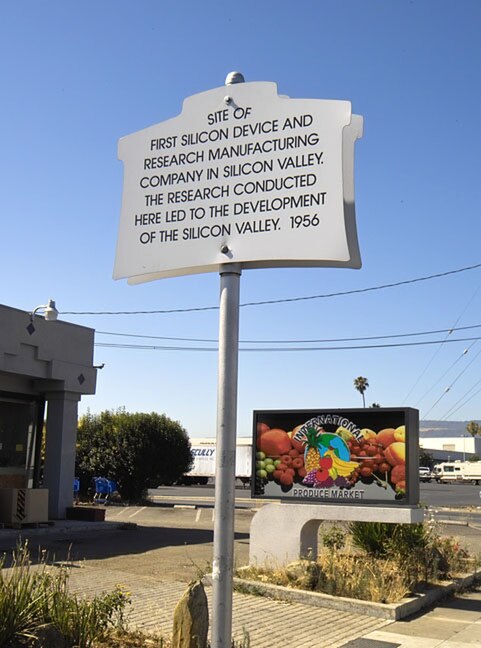 SITE OF
FIRST SILICON DEVICE AND
RESEARCH MANUFACTURING
COMPANY IN SILICON VALLEY.
THE RESEARCH CONDUCTED
HERE LED TO THE DEVELOPMENT
OF THE SILICON VALLEY. 1956
INTERNATIONAL
PRODUCE MARKET